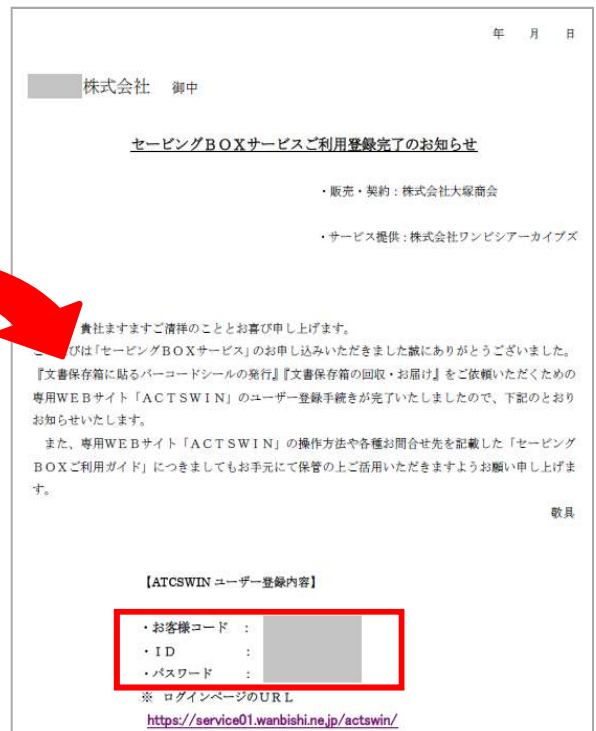 年　月　日
株式会社　御中
セービングＢＯＸサービスご利用登録完了のお知らせ
・販売・契約：株式会社大塚商会
・サービス提供：株式会社ワンビシアーカイブズ
貴社ますますご清祥のこととお喜び申し上げます。
びは「セービングＢＯＸサービス」のお申し込みいただきました誠にありがとうございました。
『文書保存箱に貼るバーコードシールの発行』『文書保存箱の回収・お届け』をご依頼いただくための
専用ＷＥＢサイト「ＡＣＴＳＷＩＮ」のユーザー登録手続きが完了いたしましたので、下記のとおり
お知らせいたします。
また、専用ＷＥＢサイト「ＡＣＴＳＷＩＮ」の操作方法や各種お問合せ先を記載した「セービング
ＢＯＸご利用ガイド」につきましてもお手元にて保管の上ご活用いただきますようお願い申し上げま
す。
敬具
【ATCSWIN ユーザー登録内容】
・お客様コード　：
・ＩＤ　：
・パスワード　：
※　ログインページのＵＲＬ
https://service01.wanbishi.ne.jp/actswin/